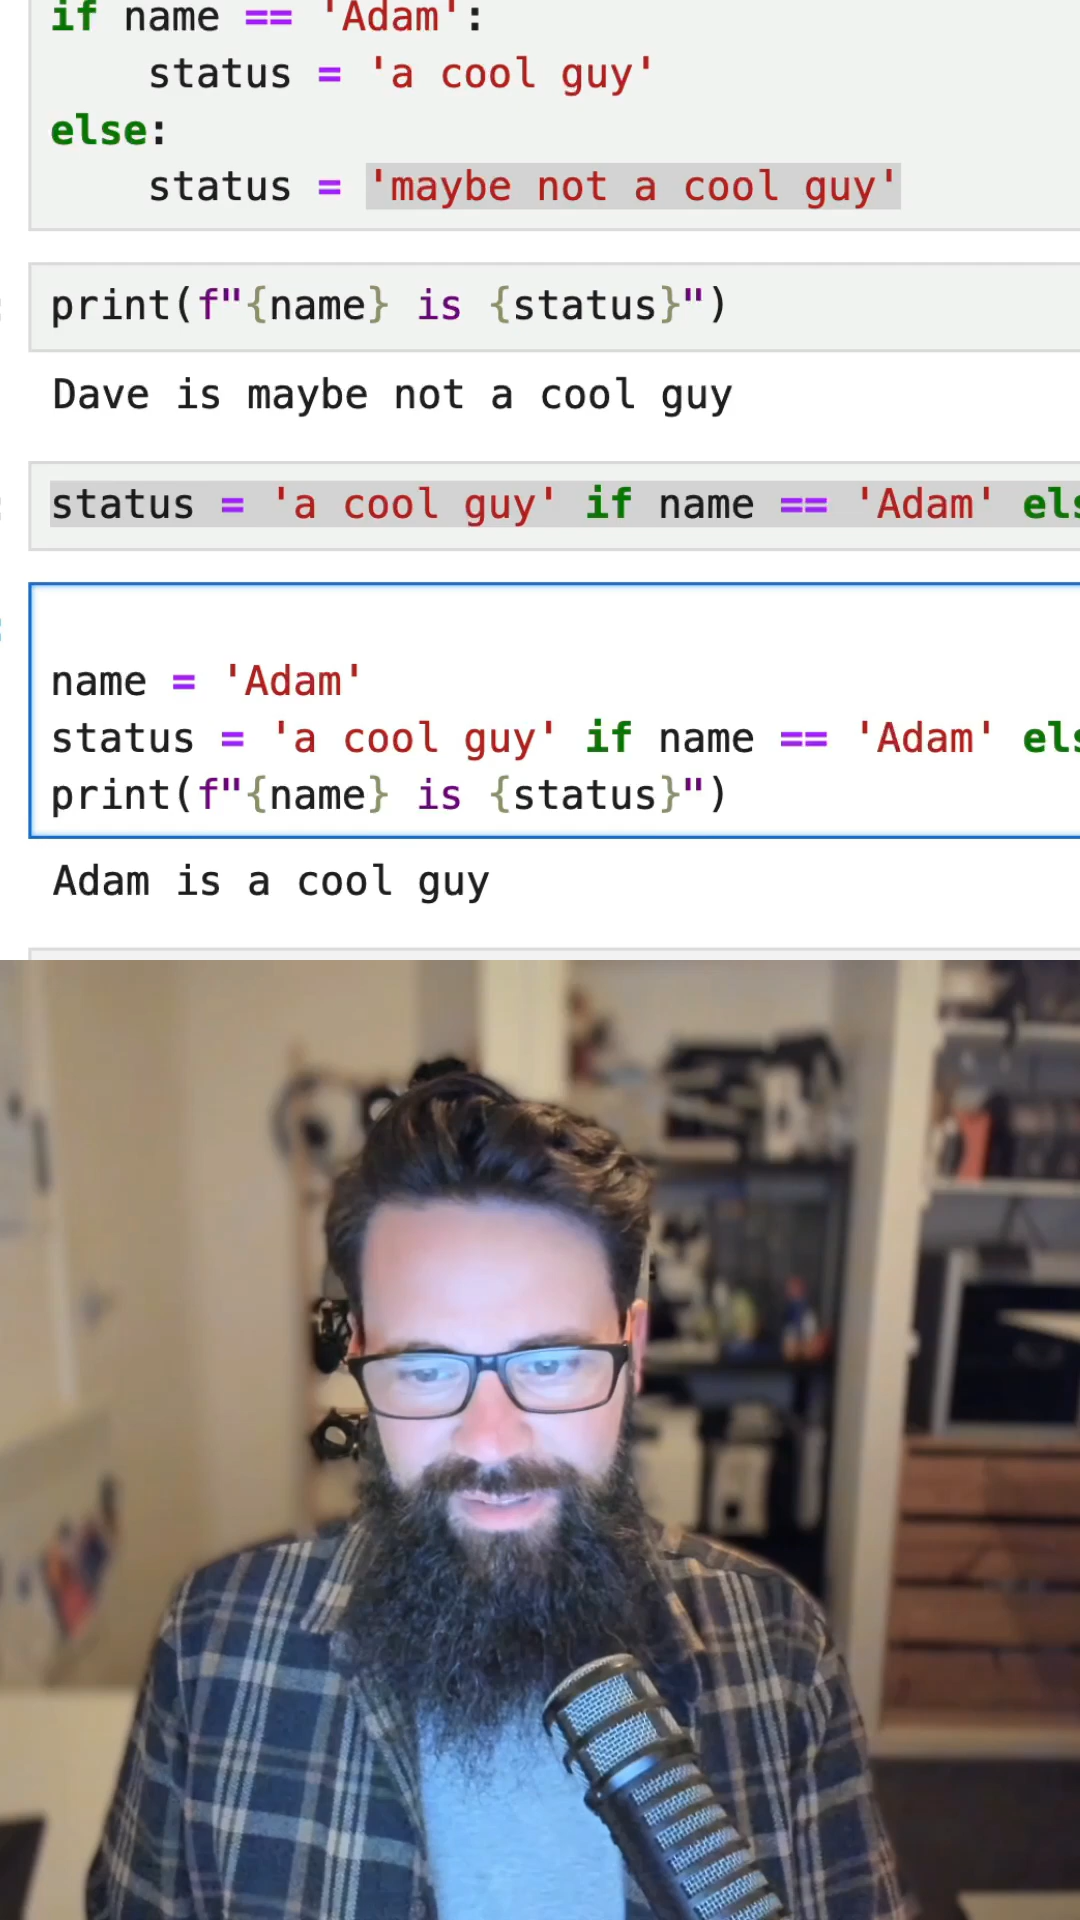 if name == 'Adam':
    status = 'a cool guy'
else:
    status = 'maybe not a cool guy'
print(f"{name} is {status}")
Dave is maybe not a cool guy
status = 'a cool guy' if name == 'Adam' els
name = 'Adam'
status = 'a cool guy' if name == 'Adam' els
print(f"{name} is {status}")
Adam is a cool guy